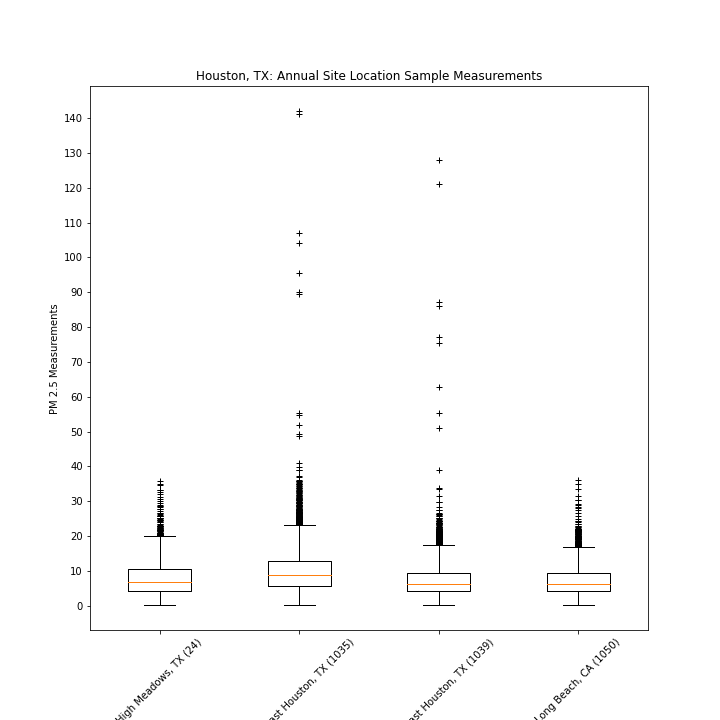 Houston, TX: Annual Site Location Sample Measurements
PM 2.5 Measurements
140
130
120
110
100
90
80
70
60
50
40
30
20
10
0
High Meadows, TX (24)
Houston, TX (1035)
Houston, TX (1039)
Long Beach, CA (1050)